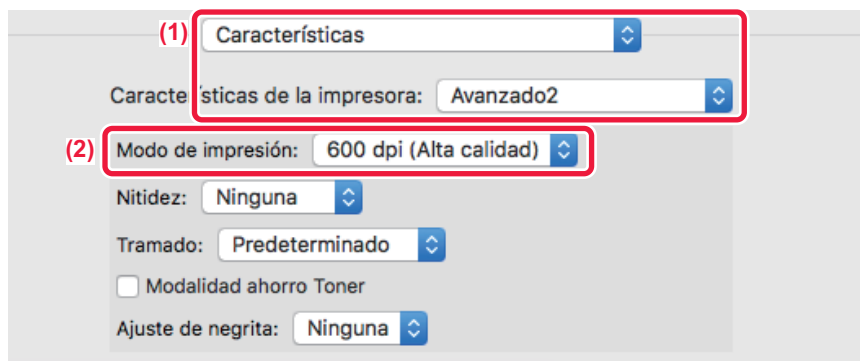 (1) Características
Características de la impresora: Avanzado2
(2) Modo de impresión: 600 dpi (Alta calidad)
Nitidez: Ninguna
Tramado: Predeterminado
Modalidad ahorro Toner
Ajuste de negrita: Ninguna